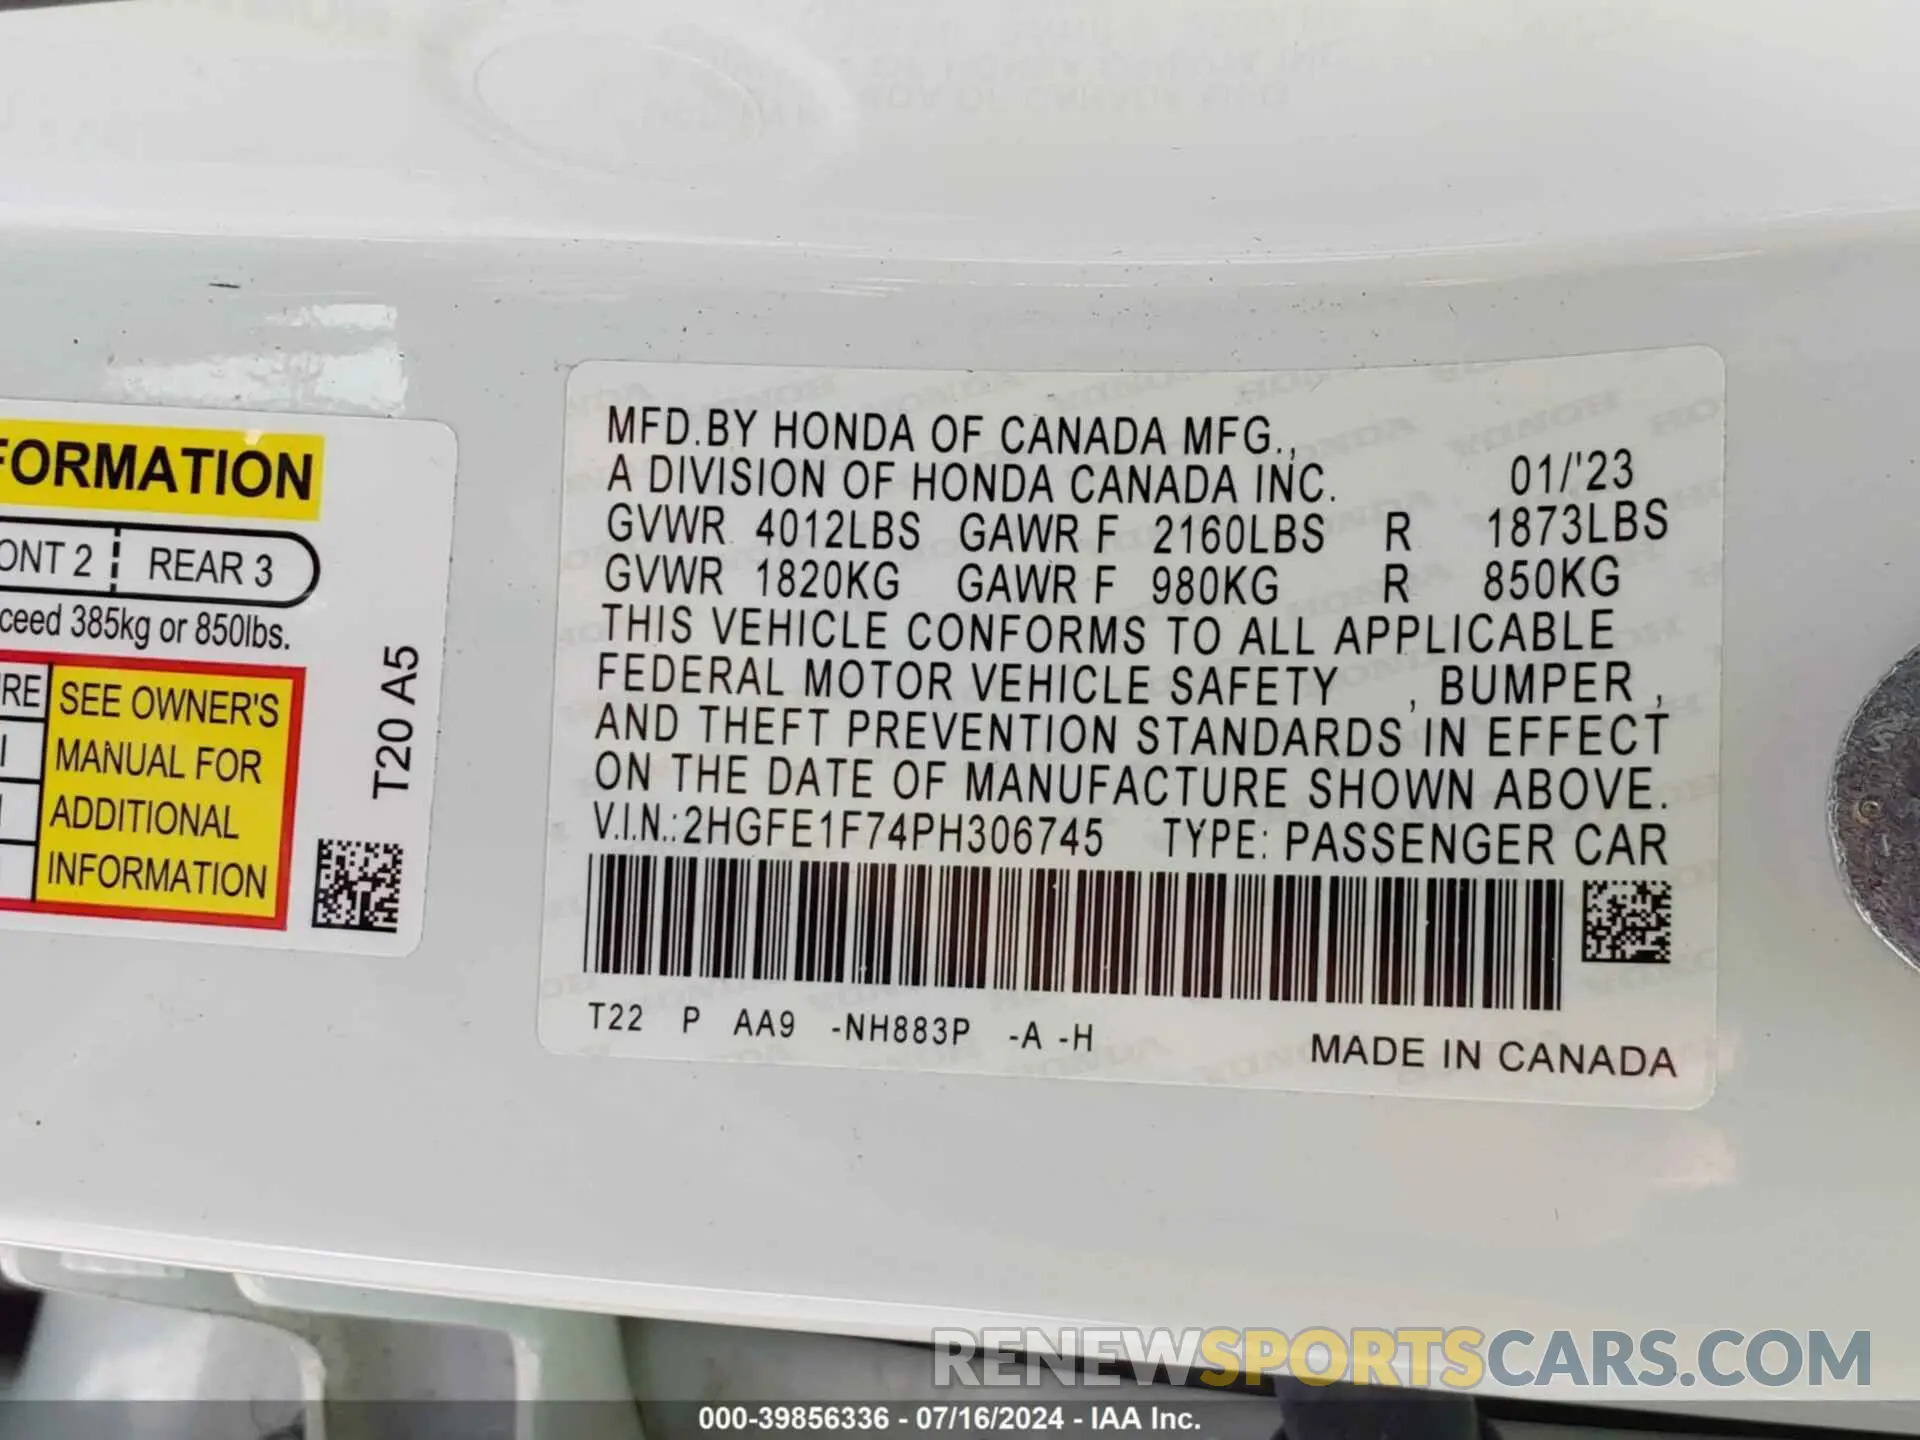 FORMATION
ONT 2 REAR 3
ceed 385kg or 850lbs.
RE SEE OWNER'S
MANUAL FOR
ADDITIONAL
INFORMATION
T20 A5
MFD.BY HONDA OF CANADA MFG.,
A DIVISION OF HONDA CANADA INC. 01/'23
GVWR 4012LBS GAWR F 2160LBS R 1873LBS
GVWR 1820KG GAWR F 980KG R 850KG
THIS VEHICLE CONFORMS TO ALL APPLICABLE
FEDERAL MOTOR VEHICLE SAFETY , BUMPER ,
AND THEFT PREVENTION STANDARDS IN EFFECT
ON THE DATE OF MANUFACTURE SHOWN ABOVE.
V.I.N.: 2HGFE1F74PH306745 TYPE: PASSENGER CAR
T22 P AA9 -NH883P -A -H
MADE IN CANADA
RENEWSPORTSCARS.COM
000-39856336 - 07/16/2024 - IAA Inc.